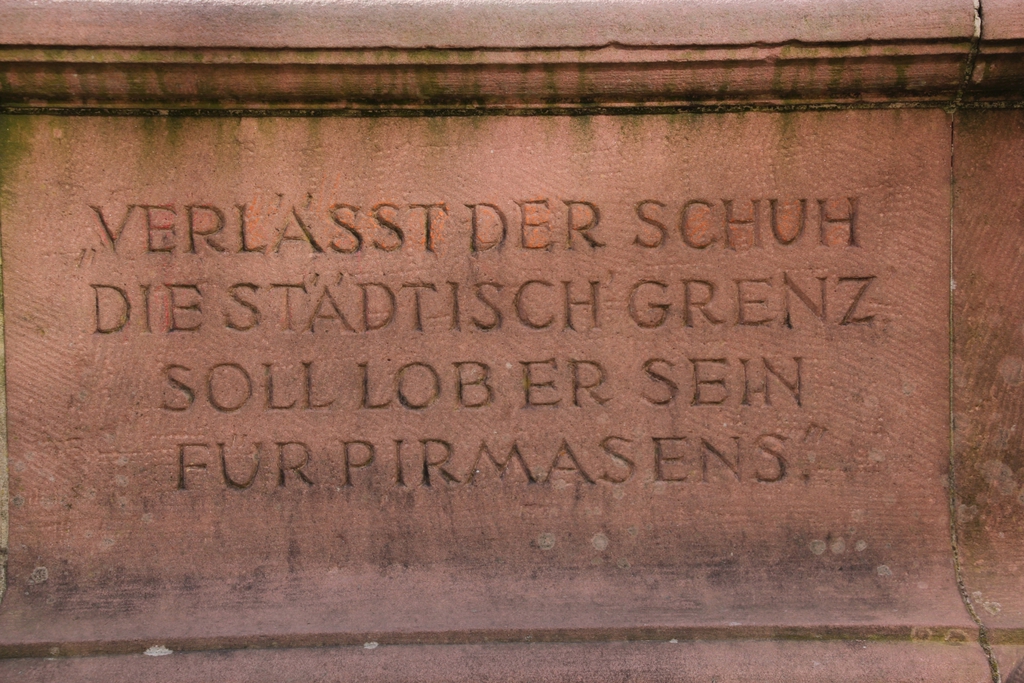 „VERLÄSST DER SCHUH
DIE STÄDTISCH GRENZ
SOLL LOB ER SEIN
FÜR PIRMASENS.“